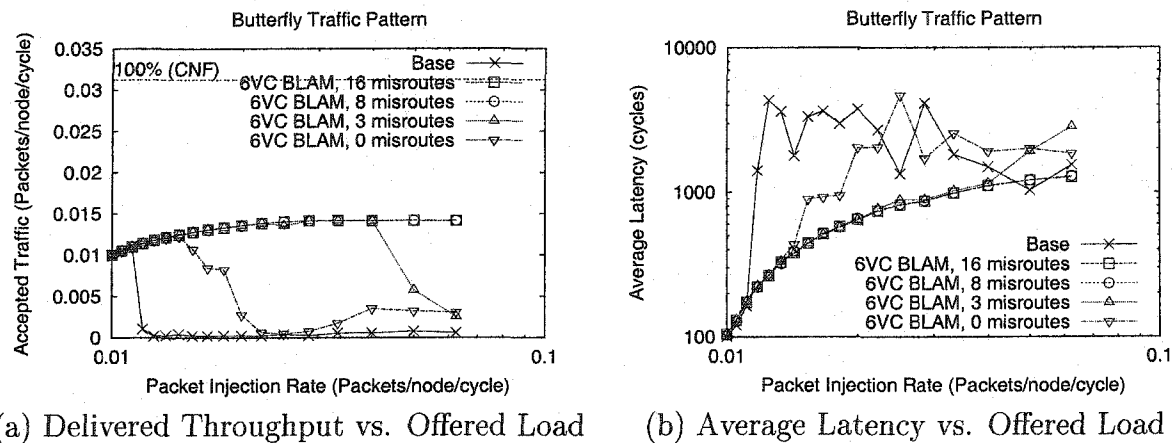 Butterfly Traffic Pattern
0.035
0.03
0.025
0.02
0.015
0.01
0.005
0
Accepted Traffic (Packets/node/cycle)
100% (CNF)
Base
6VC BLAM, 16 misroutes
6VC BLAM, 8 misroutes
6VC BLAM, 3 misroutes
6VC BLAM, 0 misroutes
0.01
0.1
Packet Injection Rate (Packets/node/cycle)
(a) Delivered Throughput vs. Offered Load
Butterfly Traffic Pattern
10000
1000
100
Average Latency (cycles)
Base
6VC BLAM, 16 misroutes
6VC BLAM, 8 misroutes
6VC BLAM, 3 misroutes
6VC BLAM, 0 misroutes
0.01
0.1
Packet Injection Rate (Packets/node/cycle)
(b) Average Latency vs. Offered Load